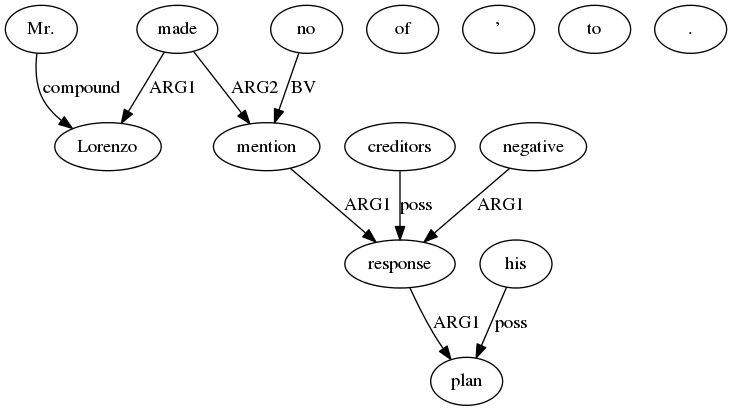 Mr. made no of ’ to .
compound ARG1 ARG2 BV
Lorenzo mention creditors negative
ARG1 poss ARG1
response his
ARG1 poss
plan